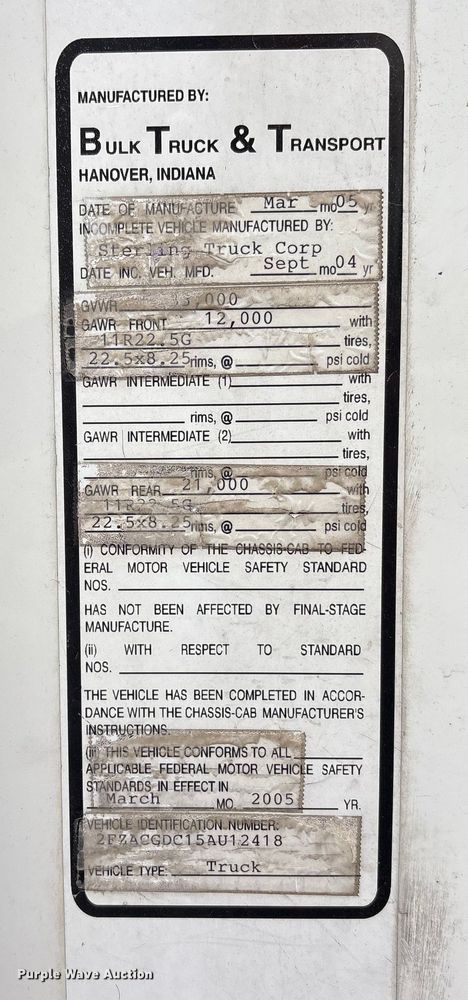 MANUFACTURED BY:
BULK TRUCK & TRANSPORT
HANOVER, INDIANA
DATE OF MANUFACTURE Mar mo 05 yr
INCOMPLETE VEHICLE MANUFACTURED BY:
Sterling Truck Corp
DATE INC. VEH. MFD. Sept mo 04 yr
GVWR
GAWR FRONT 12,000 with
11R22.5G tires,
22.5x8.25 rims, @ psi cold
GAWR INTERMEDIATE (1) with
tires,
rims, @ psi cold
GAWR INTERMEDIATE (2) with
tires,
rims, @ psi cold
GAWR REAR 21,000 with
11R22.5G tires,
22.5x8.25 rims, @ psi cold
(i) CONFORMITY OF THE CHASSIS-CAB TO FED-
ERAL MOTOR VEHICLE SAFETY STANDARD
NOS.
HAS NOT BEEN AFFECTED BY FINAL-STAGE
MANUFACTURE.
(ii) WITH RESPECT TO STANDARD
NOS.
THE VEHICLE HAS BEEN COMPLETED IN ACCOR-
DANCE WITH THE CHASSIS-CAB MANUFACTURER'S
INSTRUCTIONS.
(iii) THIS VEHICLE CONFORMS TO ALL
APPLICABLE FEDERAL MOTOR VEHICLE SAFETY
STANDARDS IN EFFECT IN
March MO. 2005 YR.
VEHICLE IDENTIFICATION NUMBER:
2FZACGDC15AU12418
VEHICLE TYPE: Truck
Purple Wave Auction